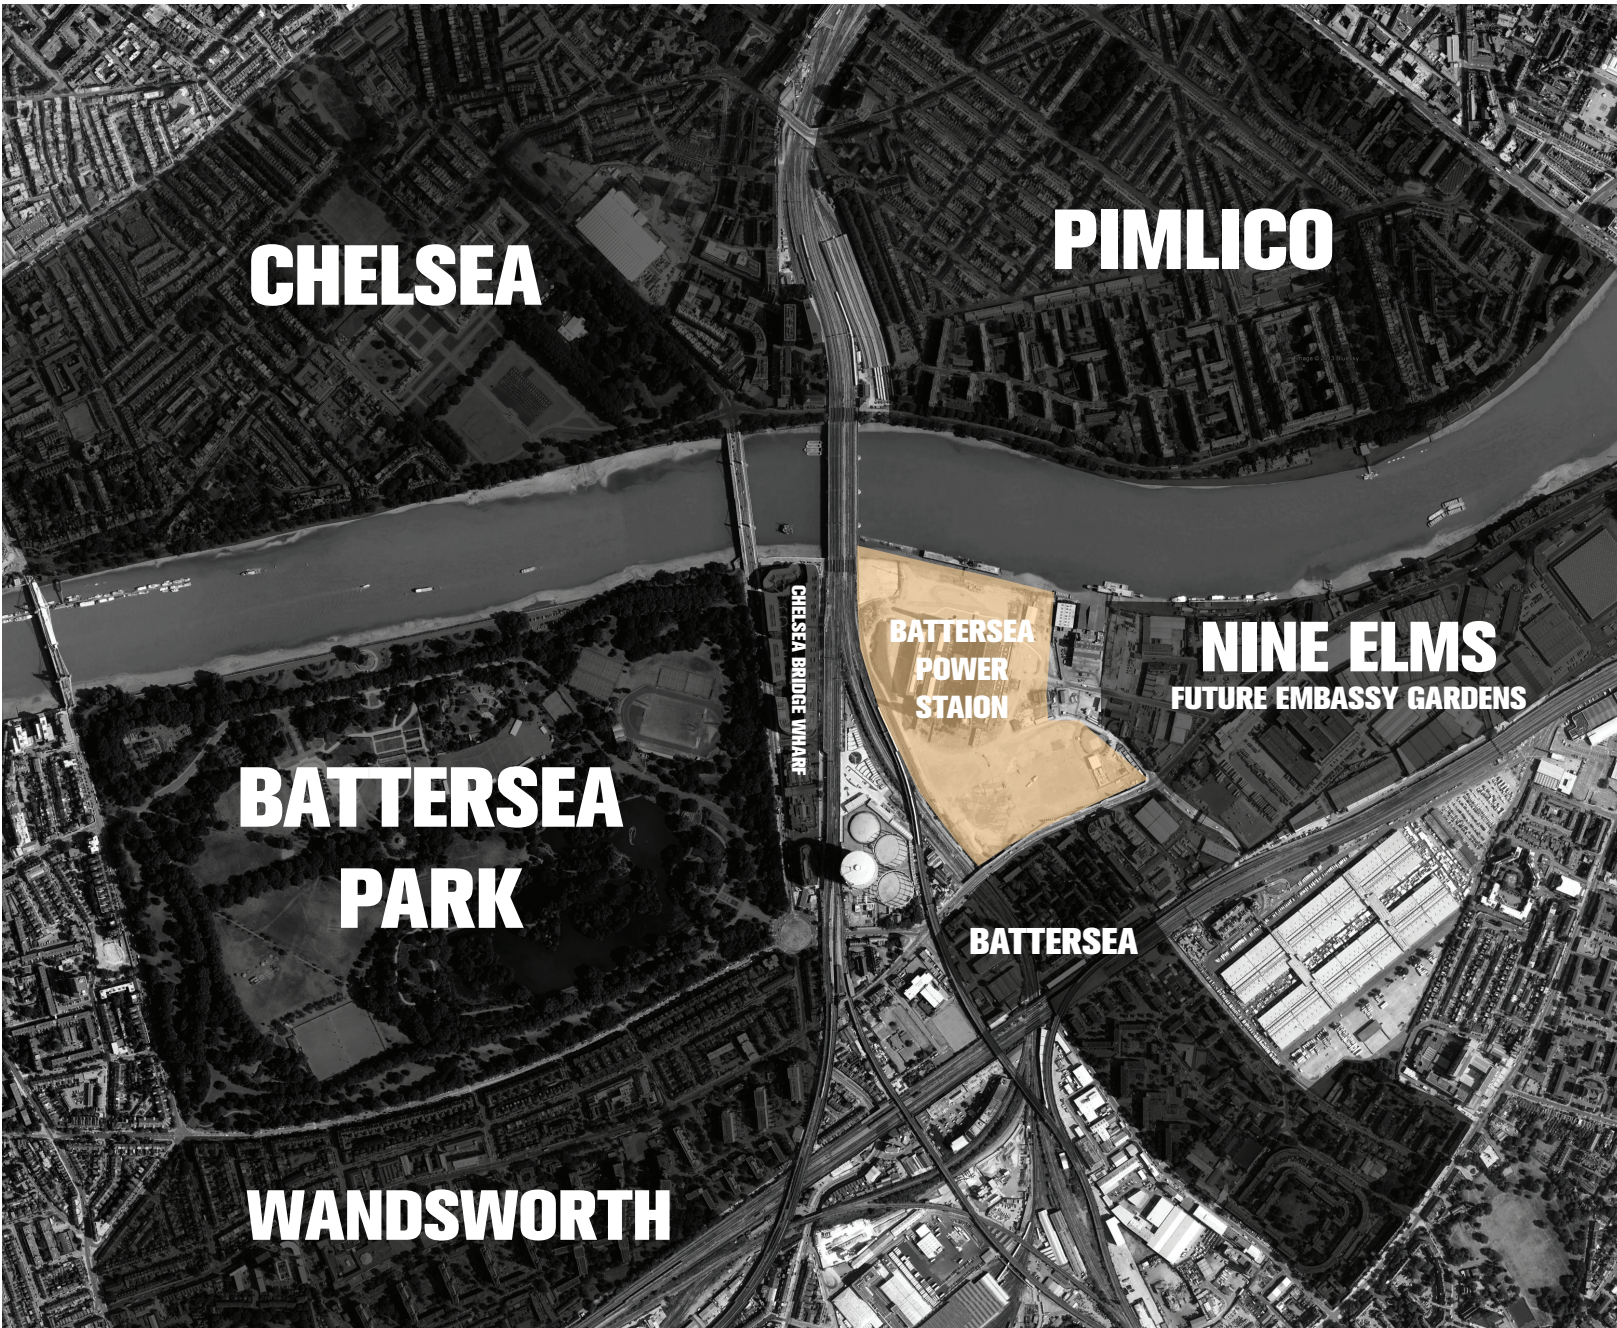 CHELSEA
PIMLICO
CHELSEA BRIDGE WHARF
BATTERSEA
POWER
STAION
NINE ELMS
FUTURE EMBASSY GARDENS
BATTERSEA
PARK
BATTERSEA
WANDSWORTH